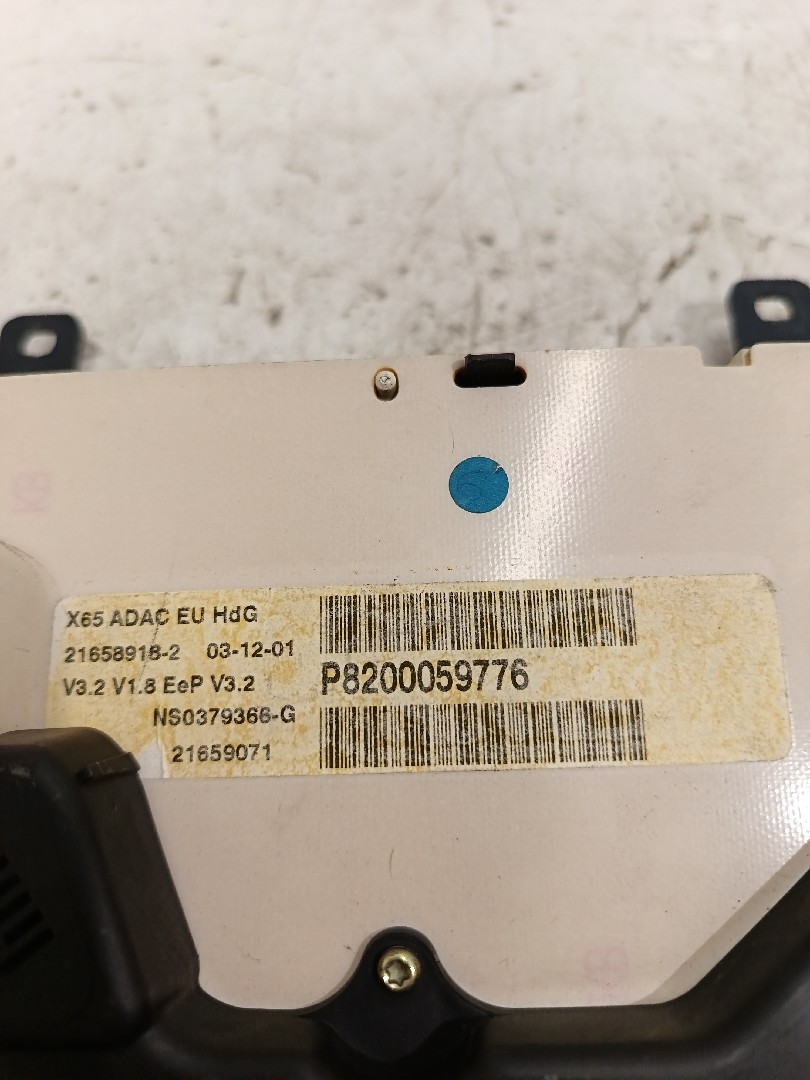 X65 ADAC EU HdG
21658918-2 03-12-01
V3.2 V1.8 EeP V3.2
NS0379366-G
21659071
P8200059776